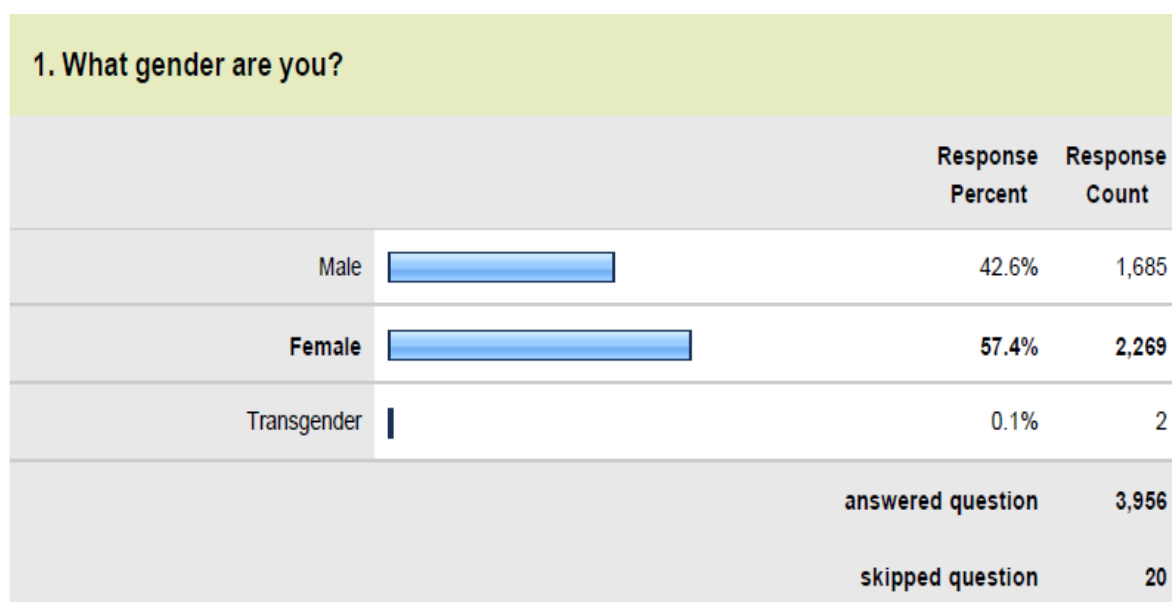 1. What gender are you?
Response Response
Percent Count
Male 42.6% 1,685
Female 57.4% 2,269
Transgender 0.1% 2
answered question 3,956
skipped question 20